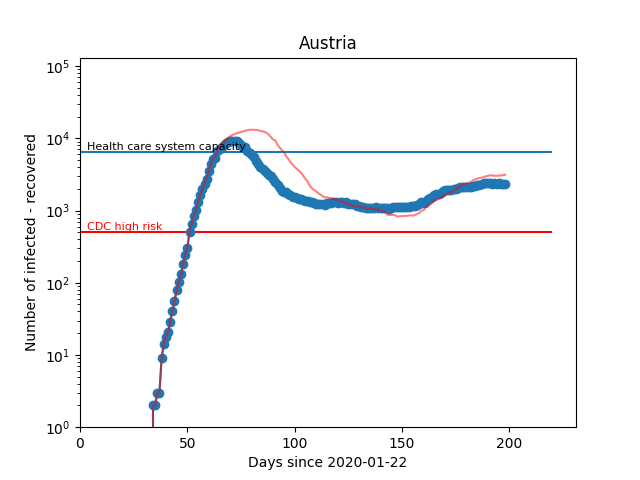 Austria
Number of infected - recovered
10^5
10^4
10^3
10^2
10^1
10^0
Health care system capacity
CDC high risk
0 50 100 150 200
Days since 2020-01-22